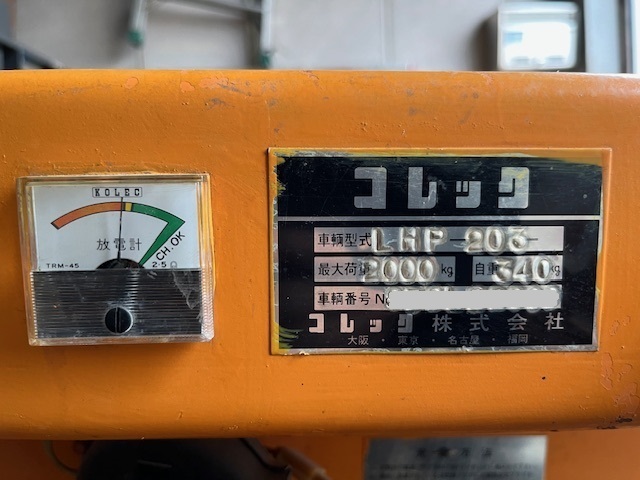 KOLEC
放電計
CH.OK
TRM-45
2·5 Ω
コレック
車輌型式 LHP 203
最大荷重 2000 kg 自重 340 kg
車輌番号 No
コレック 株式会社
大阪・東京・名古屋・福岡